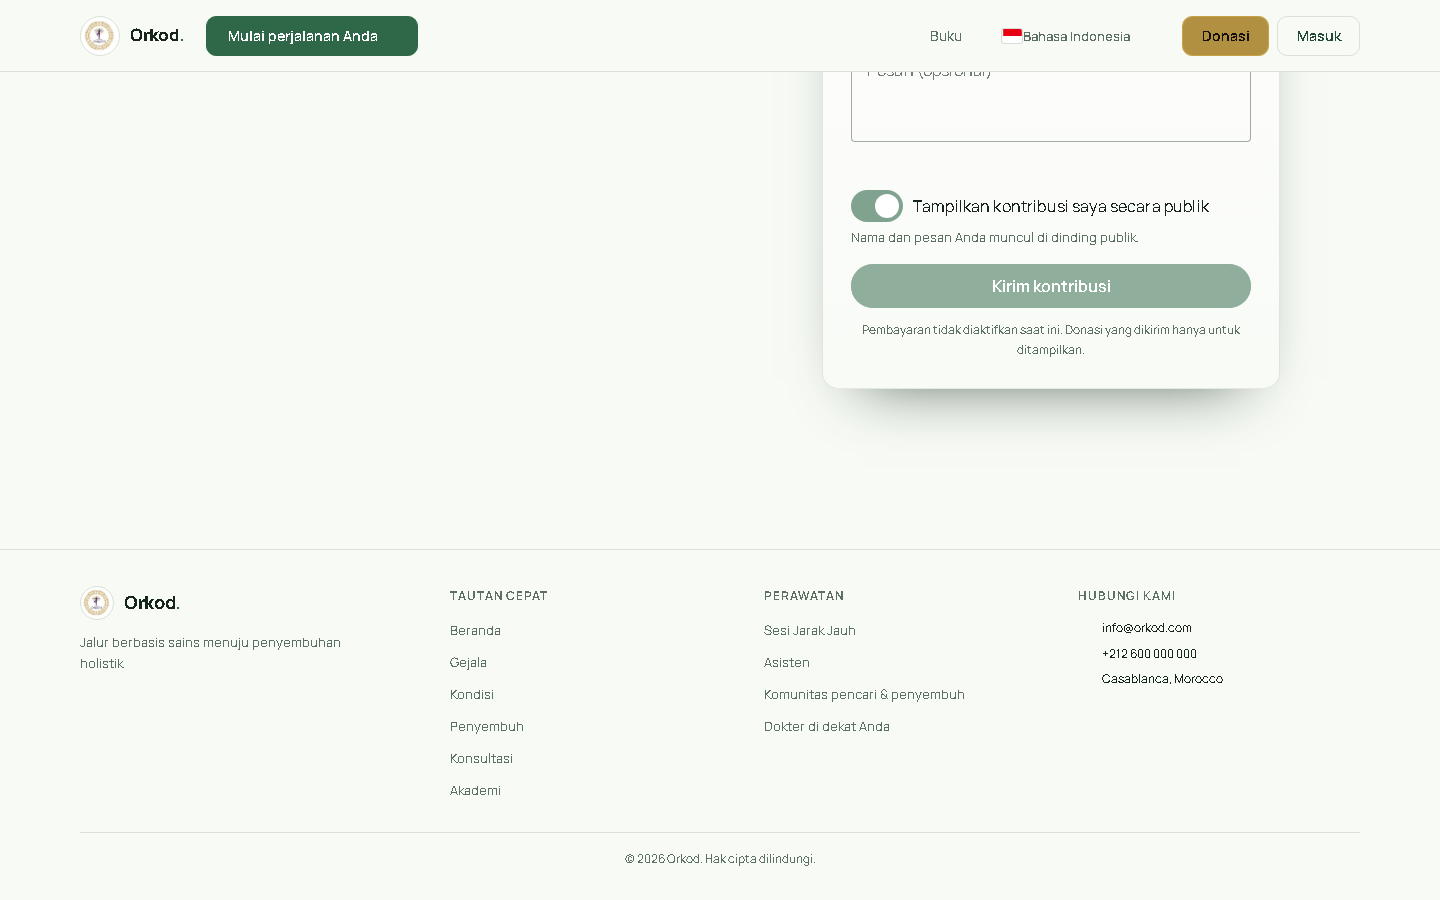 Orkod.
Mulai perjalanan Anda
Buku
Bahasa Indonesia
Donasi
Masuk
Pesan (opsional)
Tampilkan kontribusi saya secara publik
Nama dan pesan Anda muncul di dinding publik.
Kirim kontribusi
Pembayaran tidak diaktifkan saat ini. Donasi yang dikirim hanya untuk
ditampilkan.
Orkod.
Jalur berbasis sains menuju penyembuhan
holistik.
TAUTAN CEPAT
Beranda
Gejala
Kondisi
Penyembuh
Konsultasi
Akademi
PERAWATAN
Sesi Jarak Jauh
Asisten
Komunitas pencari & penyembuh
Dokter di dekat Anda
HUBUNGI KAMI
info@orkod.com
+212 600 000 000
Casablanca, Morocco
© 2026 Orkod. Hak cipta dilindungi.